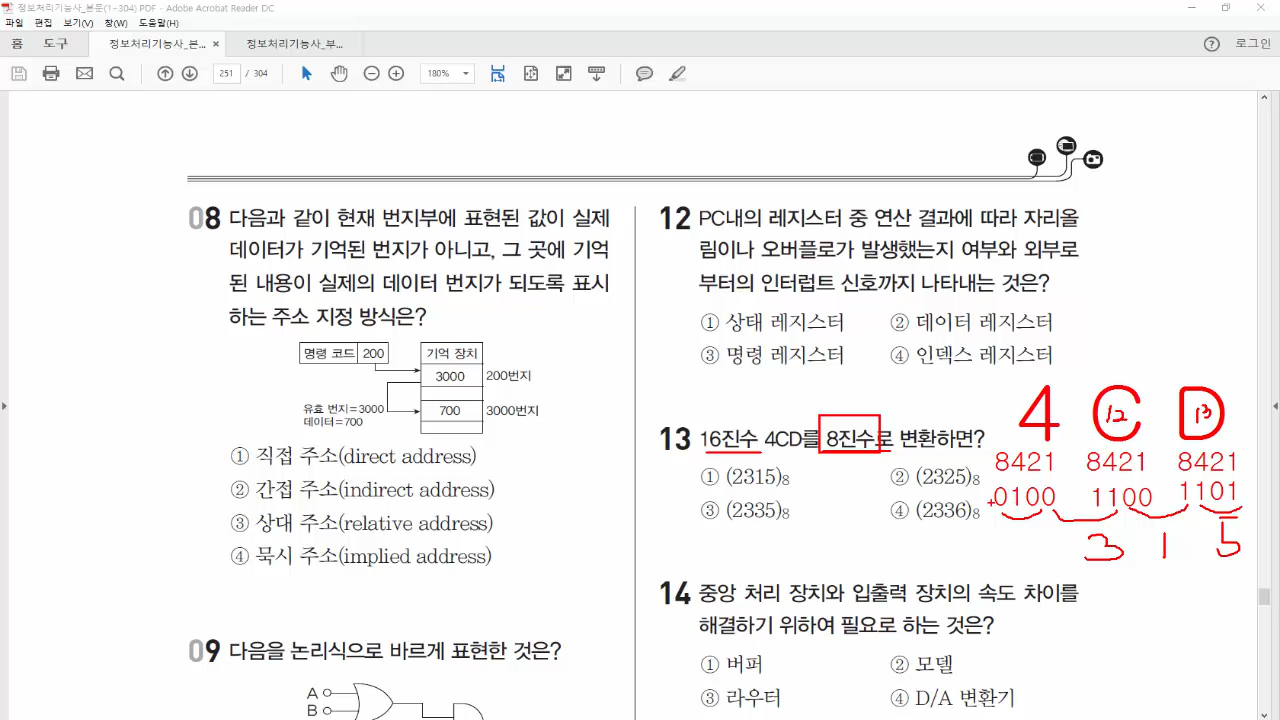 정보처리기능사_본문(1~304) PDF - Adobe Acrobat Reader DC
파일 편집 보기(V) 창(W) 도움말(H)
홈 도구 정보처리기능사_본... × 정보처리기능사_부... 로그인
251 / 304 180%
08 다음과 같이 현재 번지부에 표현된 값이 실제
데이터가 기억된 번지가 아니고, 그 곳에 기억
된 내용이 실제의 데이터 번지가 되도록 표시
하는 주소 지정 방식은?
명령 코드 200 기억 장치
3000 200번지
유효 번지=3000 700 3000번지
데이터=700
① 직접 주소(direct address)
② 간접 주소(indirect address)
③ 상대 주소(relative address)
④ 묵시 주소(implied address)
09 다음을 논리식으로 바르게 표현한 것은?
A
B
12 PC내의 레지스터 중 연산 결과에 따라 자리올
림이나 오버플로가 발생했는지 여부와 외부로
부터의 인터럽트 신호까지 나타내는 것은?
① 상태 레지스터 ② 데이터 레지스터
③ 명령 레지스터 ④ 인덱스 레지스터
4 C 12 D 13
13 16진수 4CD를 8진수로 변환하면?
8421 8421 8421
① (2315)₈ ② (2325)₈
0100 1100 1101
③ (2335)₈ ④ (2336)₈
3 1 5
14 중앙 처리 장치와 입출력 장치의 속도 차이를
해결하기 위하여 필요로 하는 것은?
① 버퍼 ② 모델
③ 라우터 ④ D/A 변환기